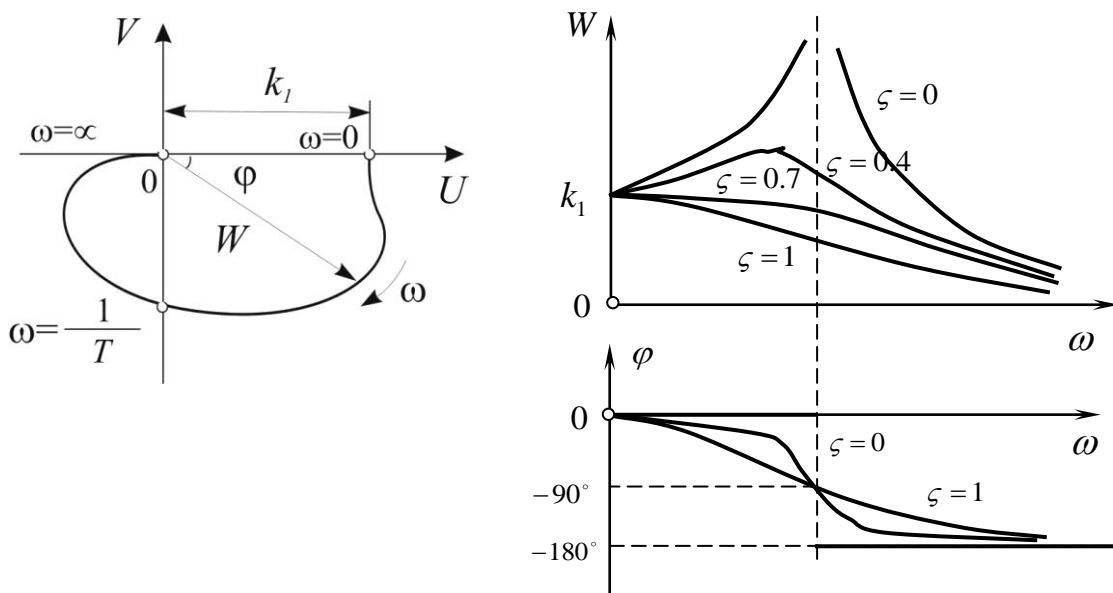 V
k₁
ω=∝
ω=0
0
φ
U
W
ω
ω= 1/T
W
ς = 0
ς = 0.4
ς = 0.7
k₁
ς = 1
0
ω
φ
0
ς = 0
ω
−90°
ς = 1
−180°